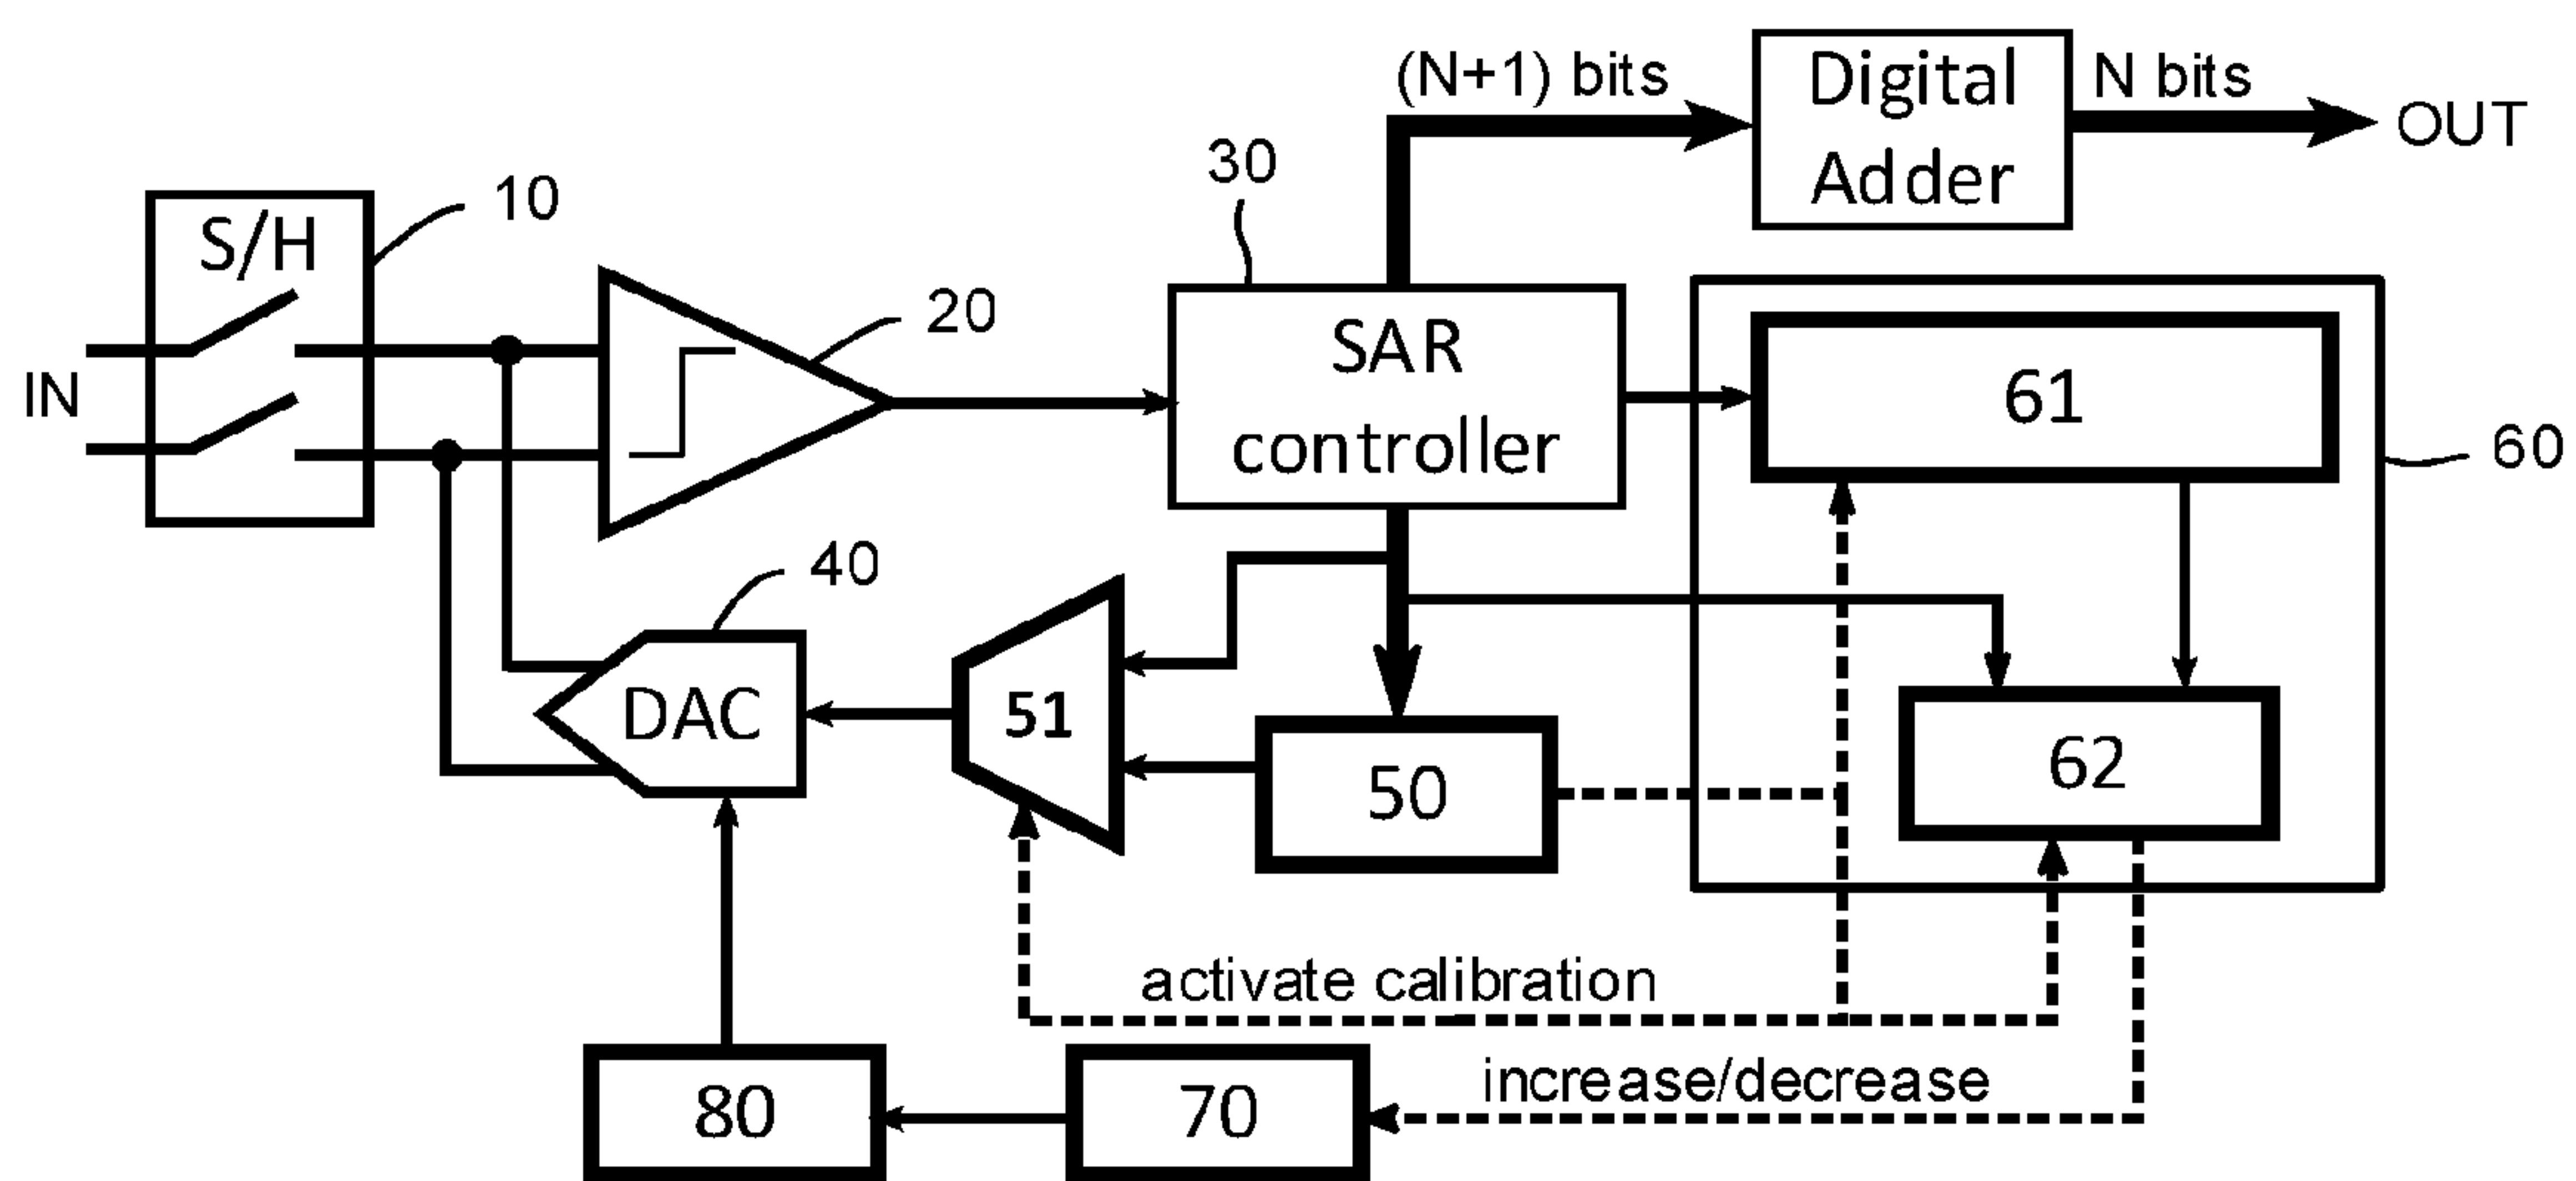 (N+1) bits
Digital
Adder
N bits
OUT
30
10
S/H
20
SAR
controller
61
60
IN
40
DAC
51
50
62
activate calibration
increase/decrease
80
70